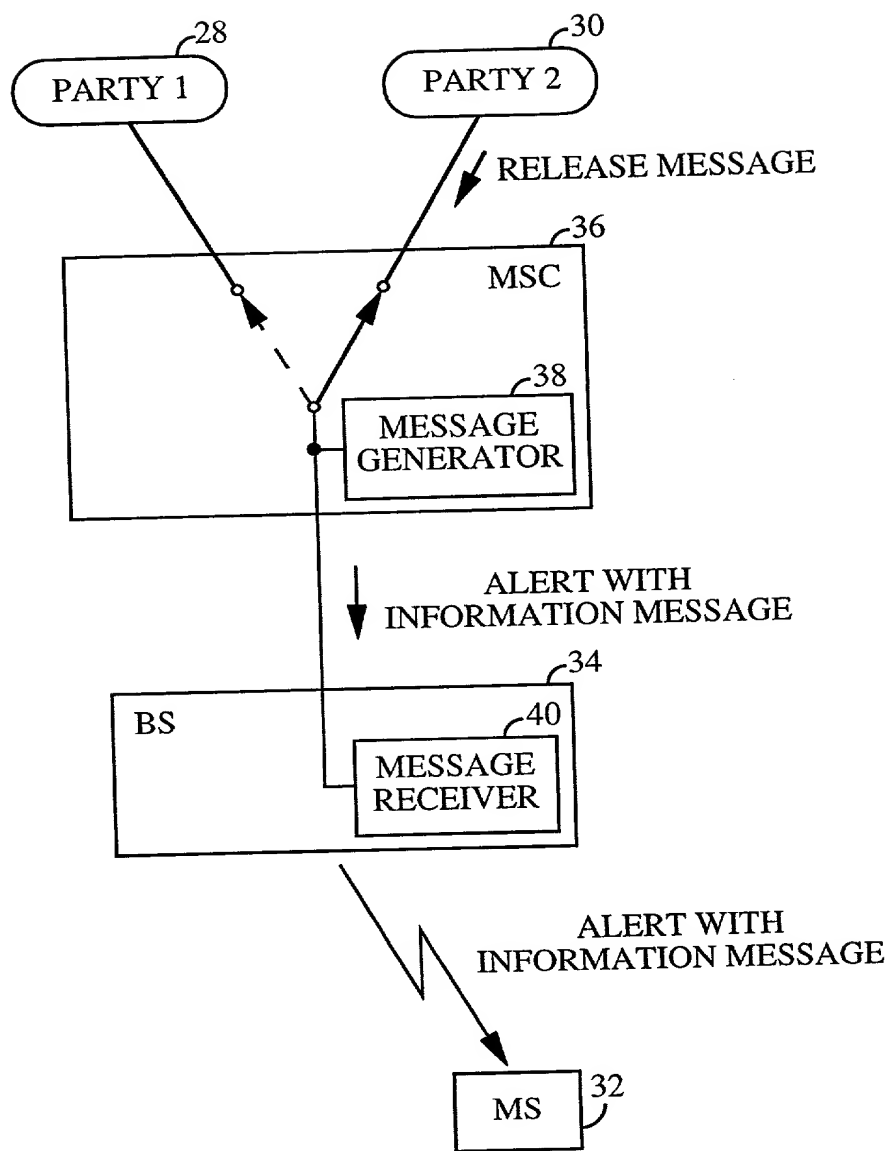 28
PARTY 1
30
PARTY 2
RELEASE MESSAGE
36
MSC
38
MESSAGE
GENERATOR
ALERT WITH
INFORMATION MESSAGE
34
BS
40
MESSAGE
RECEIVER
ALERT WITH
INFORMATION MESSAGE
MS
32